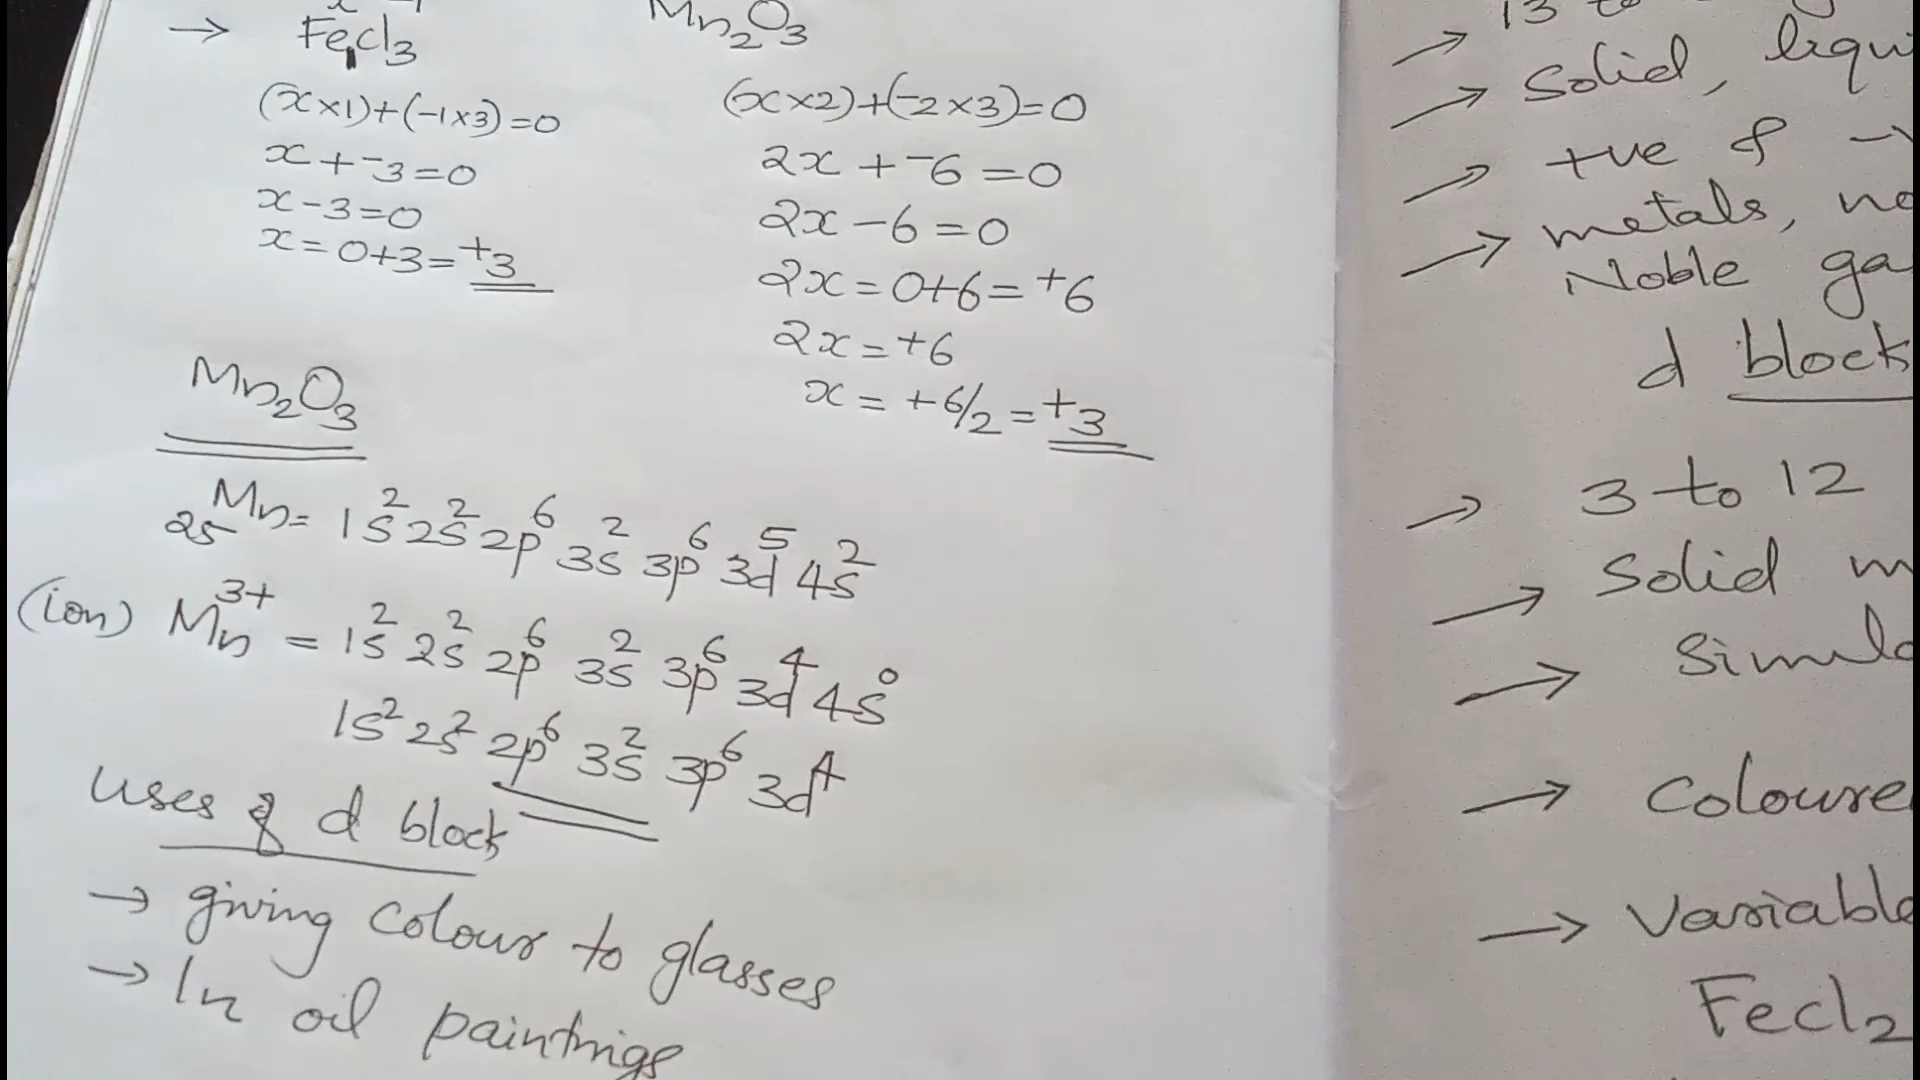 → FeCl₃
(x×1)+(-1×3)=0
x+⁻3=0
x-3=0
x=0+3=⁺3
Mn₂O₃
(x×2)+(-2×3)=0
2x+⁻6=0
2x-6=0
2x=0+6=⁺6
2x=+6
x=+6/2=⁺3
Mn₂O₃
₂₅Mn= 1s² 2s² 2p⁶ 3s² 3p⁶ 3d⁵ 4s²
(ion) Mn³⁺ = 1s² 2s² 2p⁶ 3s² 3p⁶ 3d⁴ 4s⁰
1s² 2s² 2p⁶ 3s² 3p⁶ 3d⁴
uses of d block
→ giving colour to glasses
→ In oil paintings
→ 13 to
→ Solid,
→ +ve &
→ metals,
Noble
d block
→ 3 to 12
→ Solid
→
→
→
FeCl₂